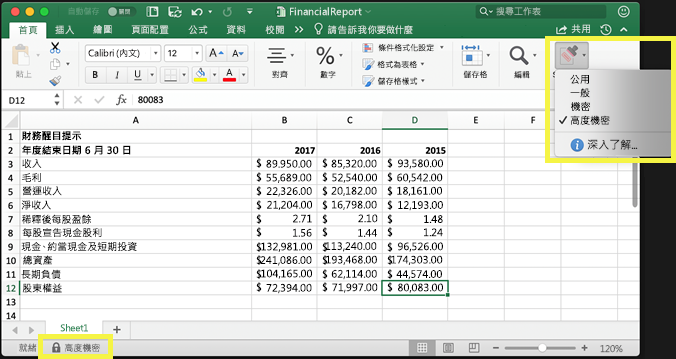 自動儲存 關閉 FinancialReport 搜尋工作表
首頁 插入 繪圖 頁面配置 公式 資料 校閱 >> 請告訴我你要做什麼 共用
貼上 Calibri (內文) 12 A A 對齊 % 數字 條件格式化設定 儲存格 編輯
B I U A 格式為表格
儲存格樣式
公用
一般
機密
高度機密
深入了解...
D12 fx 80083
A B C D E F
1 財務醒目提示
2 年度結束日期 6 月 30 日 2017 2016 2015
3 收入 $ 89,950.00 $ 85,320.00 $ 93,580.00
4 毛利 $ 55,689.00 $ 52,540.00 $ 60,542.00
5 營運收入 $ 22,326.00 $ 20,182.00 $ 18,161.00
6 淨收入 $ 21,204.00 $ 16,798.00 $ 12,193.00
7 稀釋後每股盈餘 $ 2.71 $ 2.10 $ 1.48
8 每股宣告現金股利 $ 1.56 $ 1.44 $ 1.24
9 現金、約當現金及短期投資 $132,981.00 $113,240.00 $ 96,526.00
10 總資產 $241,086.00 $193,468.00 $174,303.00
11 長期負債 $104,165.00 $ 62,114.00 $ 44,574.00
12 股東權益 $ 72,394.00 $ 71,997.00 $ 80,083.00
13
14
Sheet1 +
就緒 高度機密 120%